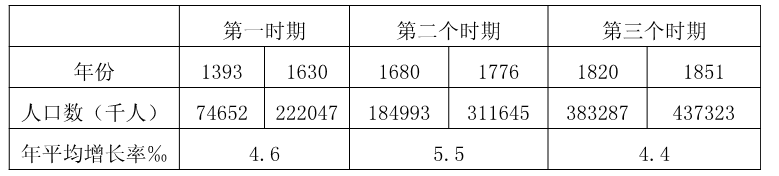 第一时期 第二个时期 第三个时期
年份 1393 1630 1680 1776 1820 1851
人口数（千人） 74652 222047 184993 311645 383287 437323
年平均增长率‰ 4.6 5.5 4.4